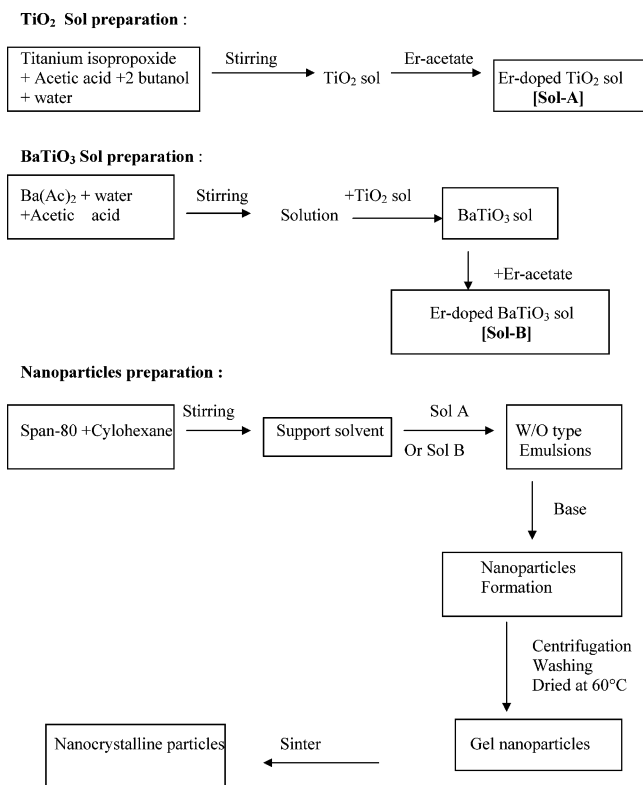 TiO2 Sol preparation :
Titanium isopropoxide
+ Acetic acid +2 butanol
+ water
Stirring
TiO2 sol
Er-acetate
Er-doped TiO2 sol
[Sol-A]
BaTiO3 Sol preparation :
Ba(Ac)2 + water
+Acetic acid
Stirring
Solution
+TiO2 sol
BaTiO3 sol
+Er-acetate
Er-doped BaTiO3 sol
[Sol-B]
Nanoparticles preparation :
Span-80 +Cylohexane
Stirring
Support solvent
Sol A
Or Sol B
W/O type
Emulsions
Base
Nanoparticles
Formation
Centrifugation
Washing
Dried at 60°C
Gel nanoparticles
Sinter
Nanocrystalline particles